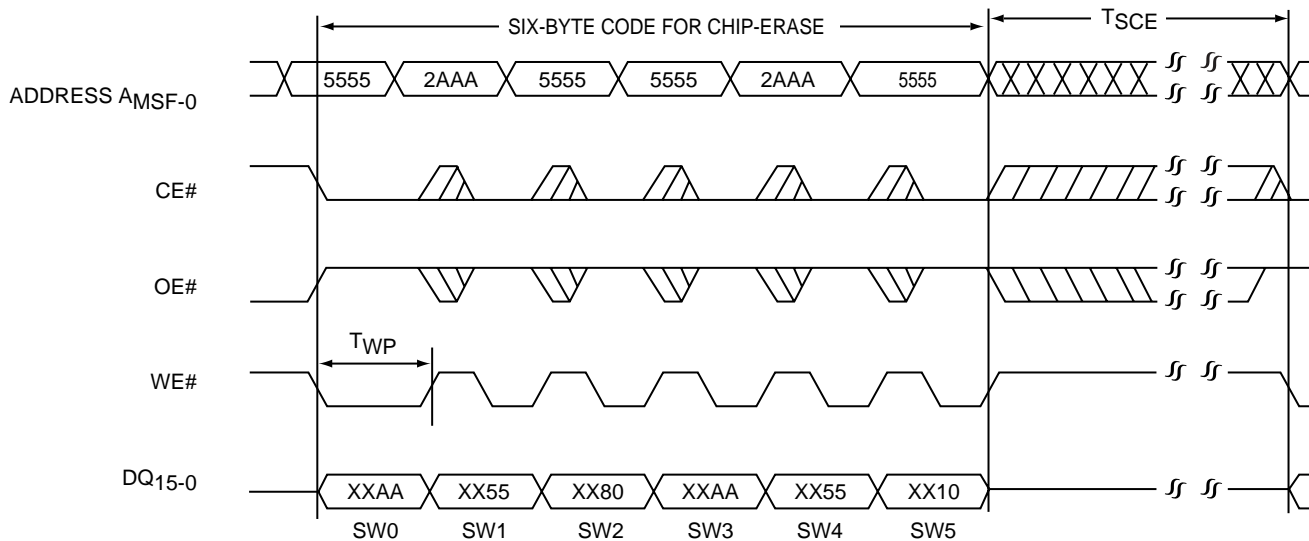 SIX-BYTE CODE FOR CHIP-ERASE
TSCE
ADDRESS AMSF-0
5555 2AAA 5555 5555 2AAA 5555
CE#
OE#
TWP
WE#
DQ15-0
XXAA XX55 XX80 XXAA XX55 XX10
SW0 SW1 SW2 SW3 SW4 SW5